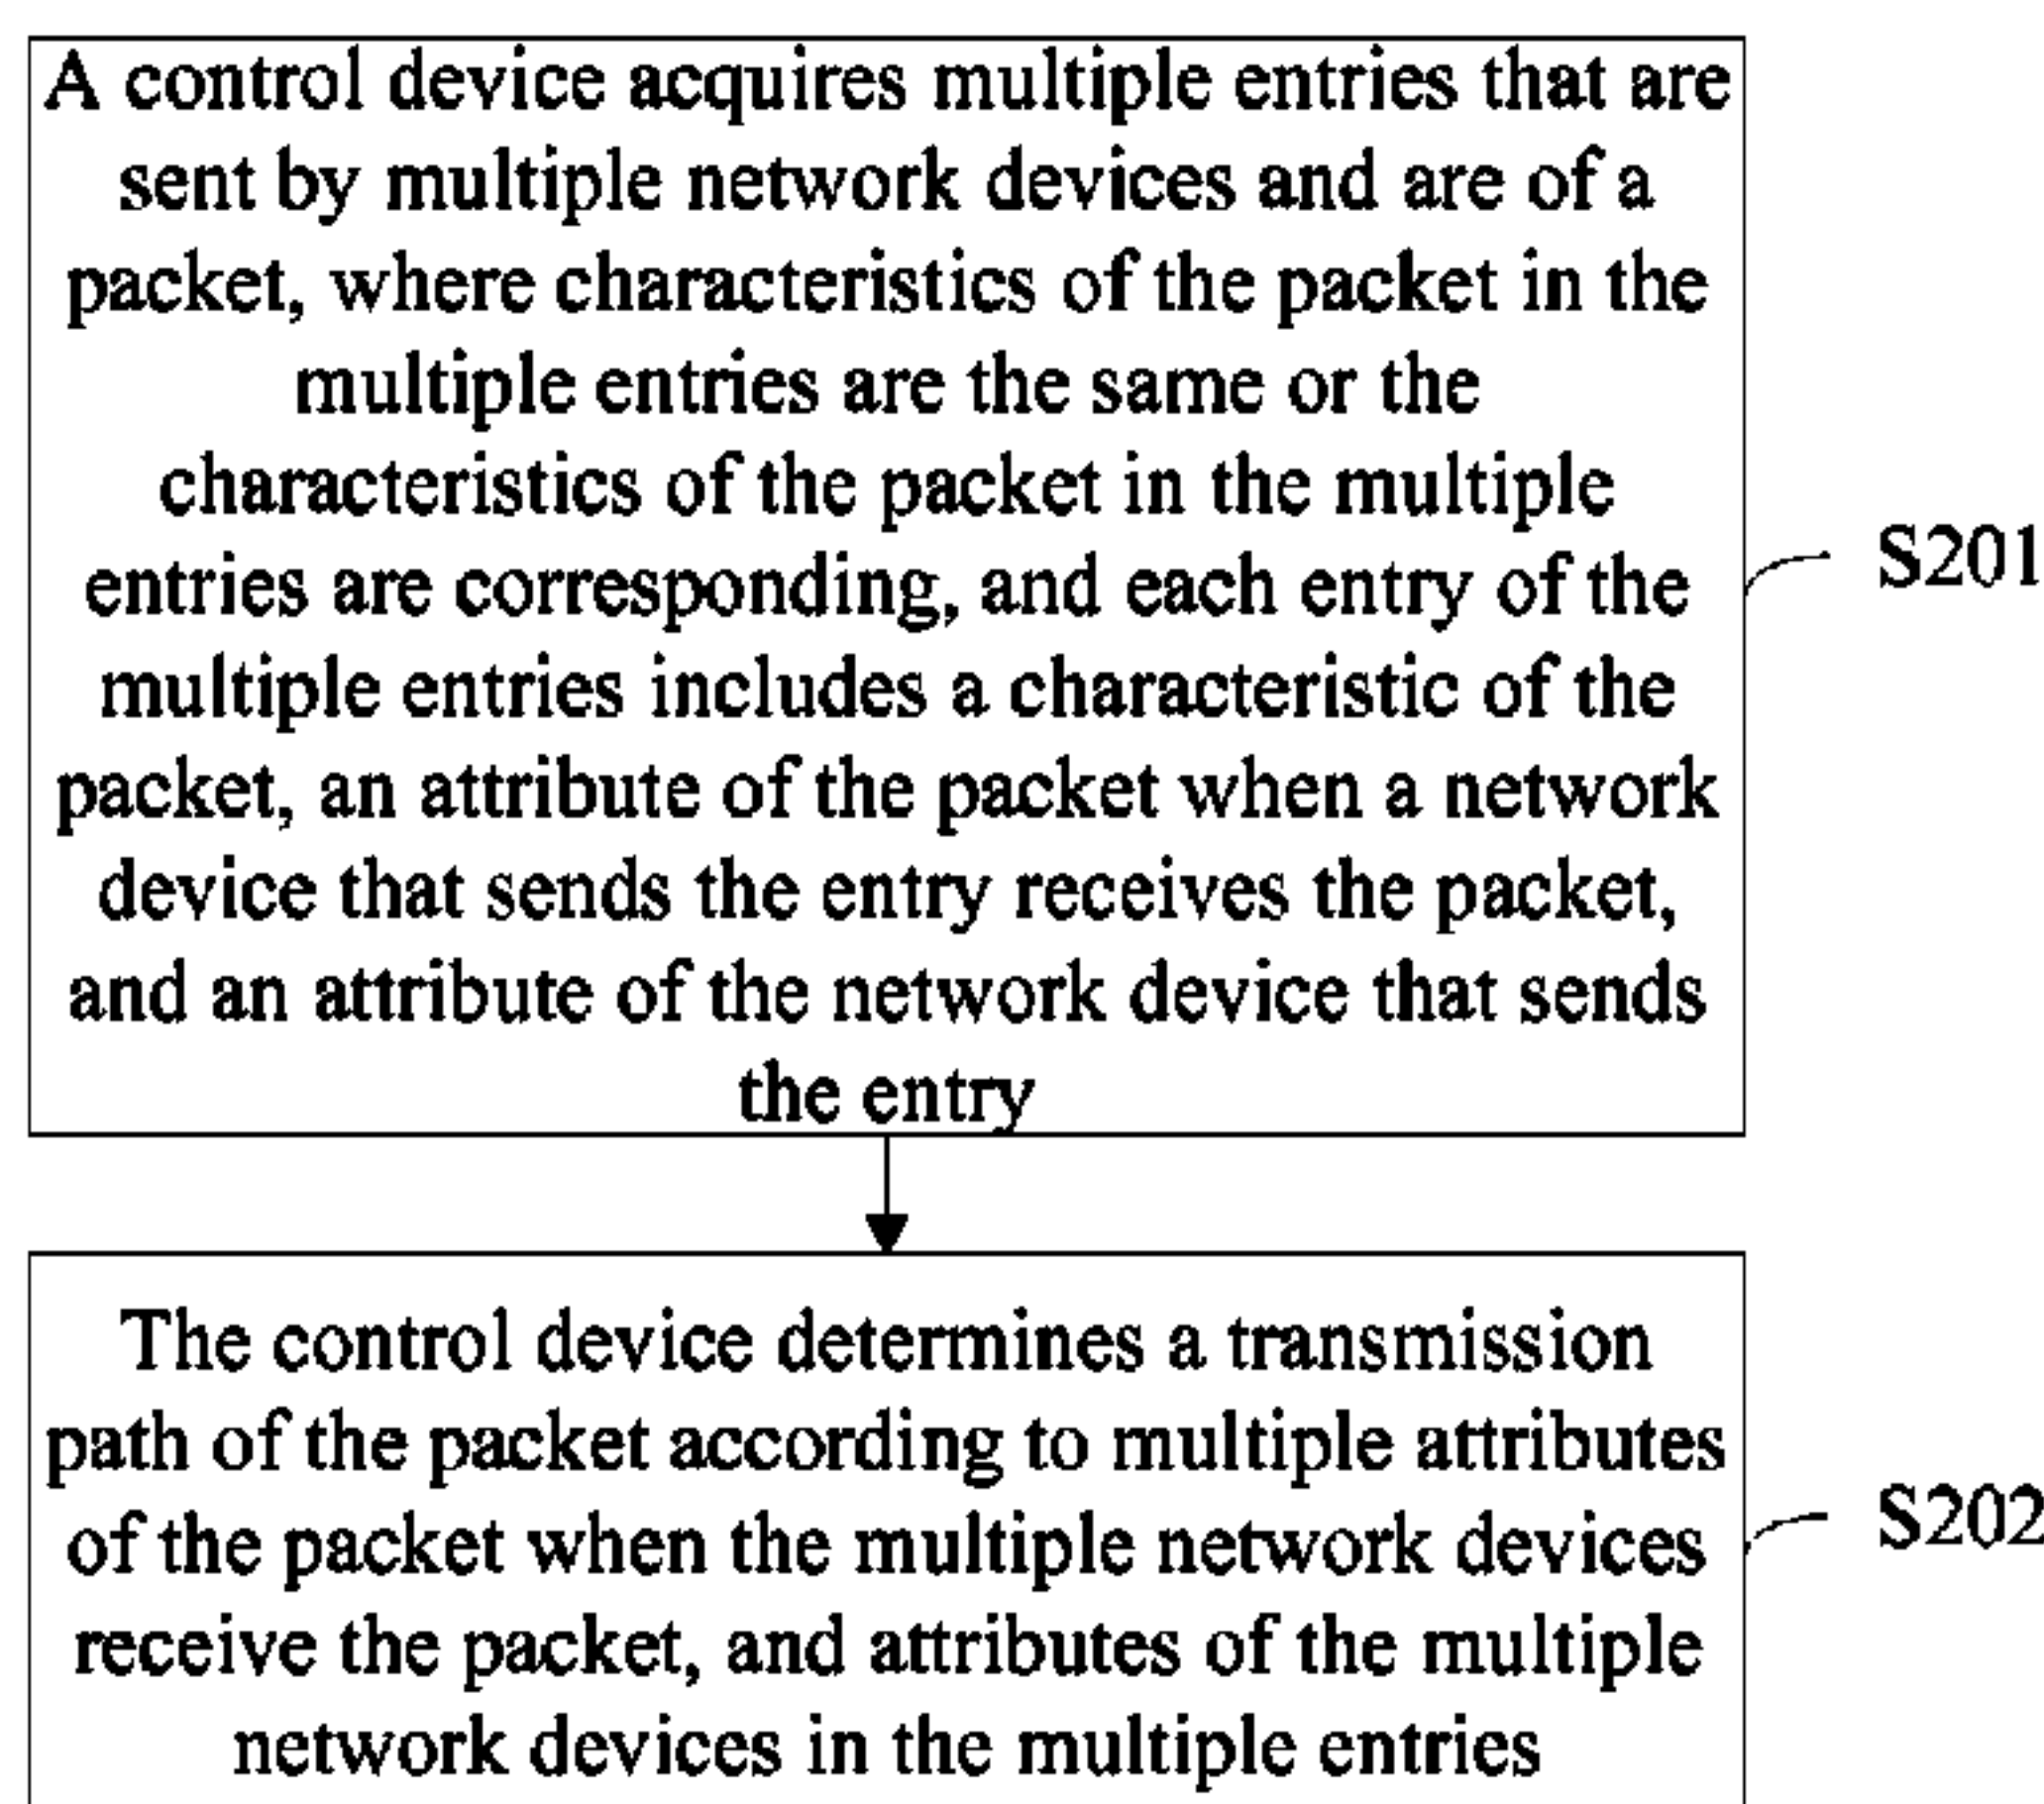 A control device acquires multiple entries that are
sent by multiple network devices and are of a
packet, where characteristics of the packet in the
multiple entries are the same or the
characteristics of the packet in the multiple
entries are corresponding, and each entry of the
multiple entries includes a characteristic of the
packet, an attribute of the packet when a network
device that sends the entry receives the packet,
and an attribute of the network device that sends
the entry
S201
The control device determines a transmission
path of the packet according to multiple attributes
of the packet when the multiple network devices
receive the packet, and attributes of the multiple
network devices in the multiple entries
S202